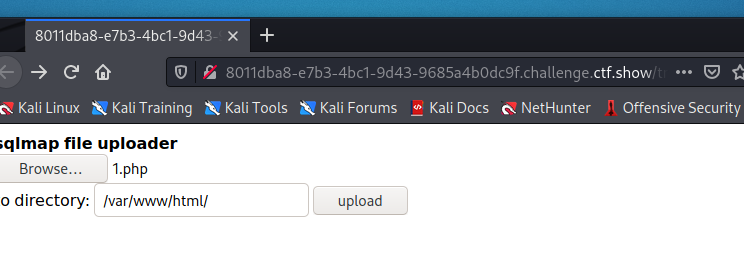 8011dba8-e7b3-4bc1-9d43-
8011dba8-e7b3-4bc1-9d43-9685a4b0dc9f.challenge.ctf.show/
Kali Linux Kali Training Kali Tools Kali Forums Kali Docs NetHunter Offensive Security
sqlmap file uploader
Browse... 1.php
o directory: /var/www/html/ upload